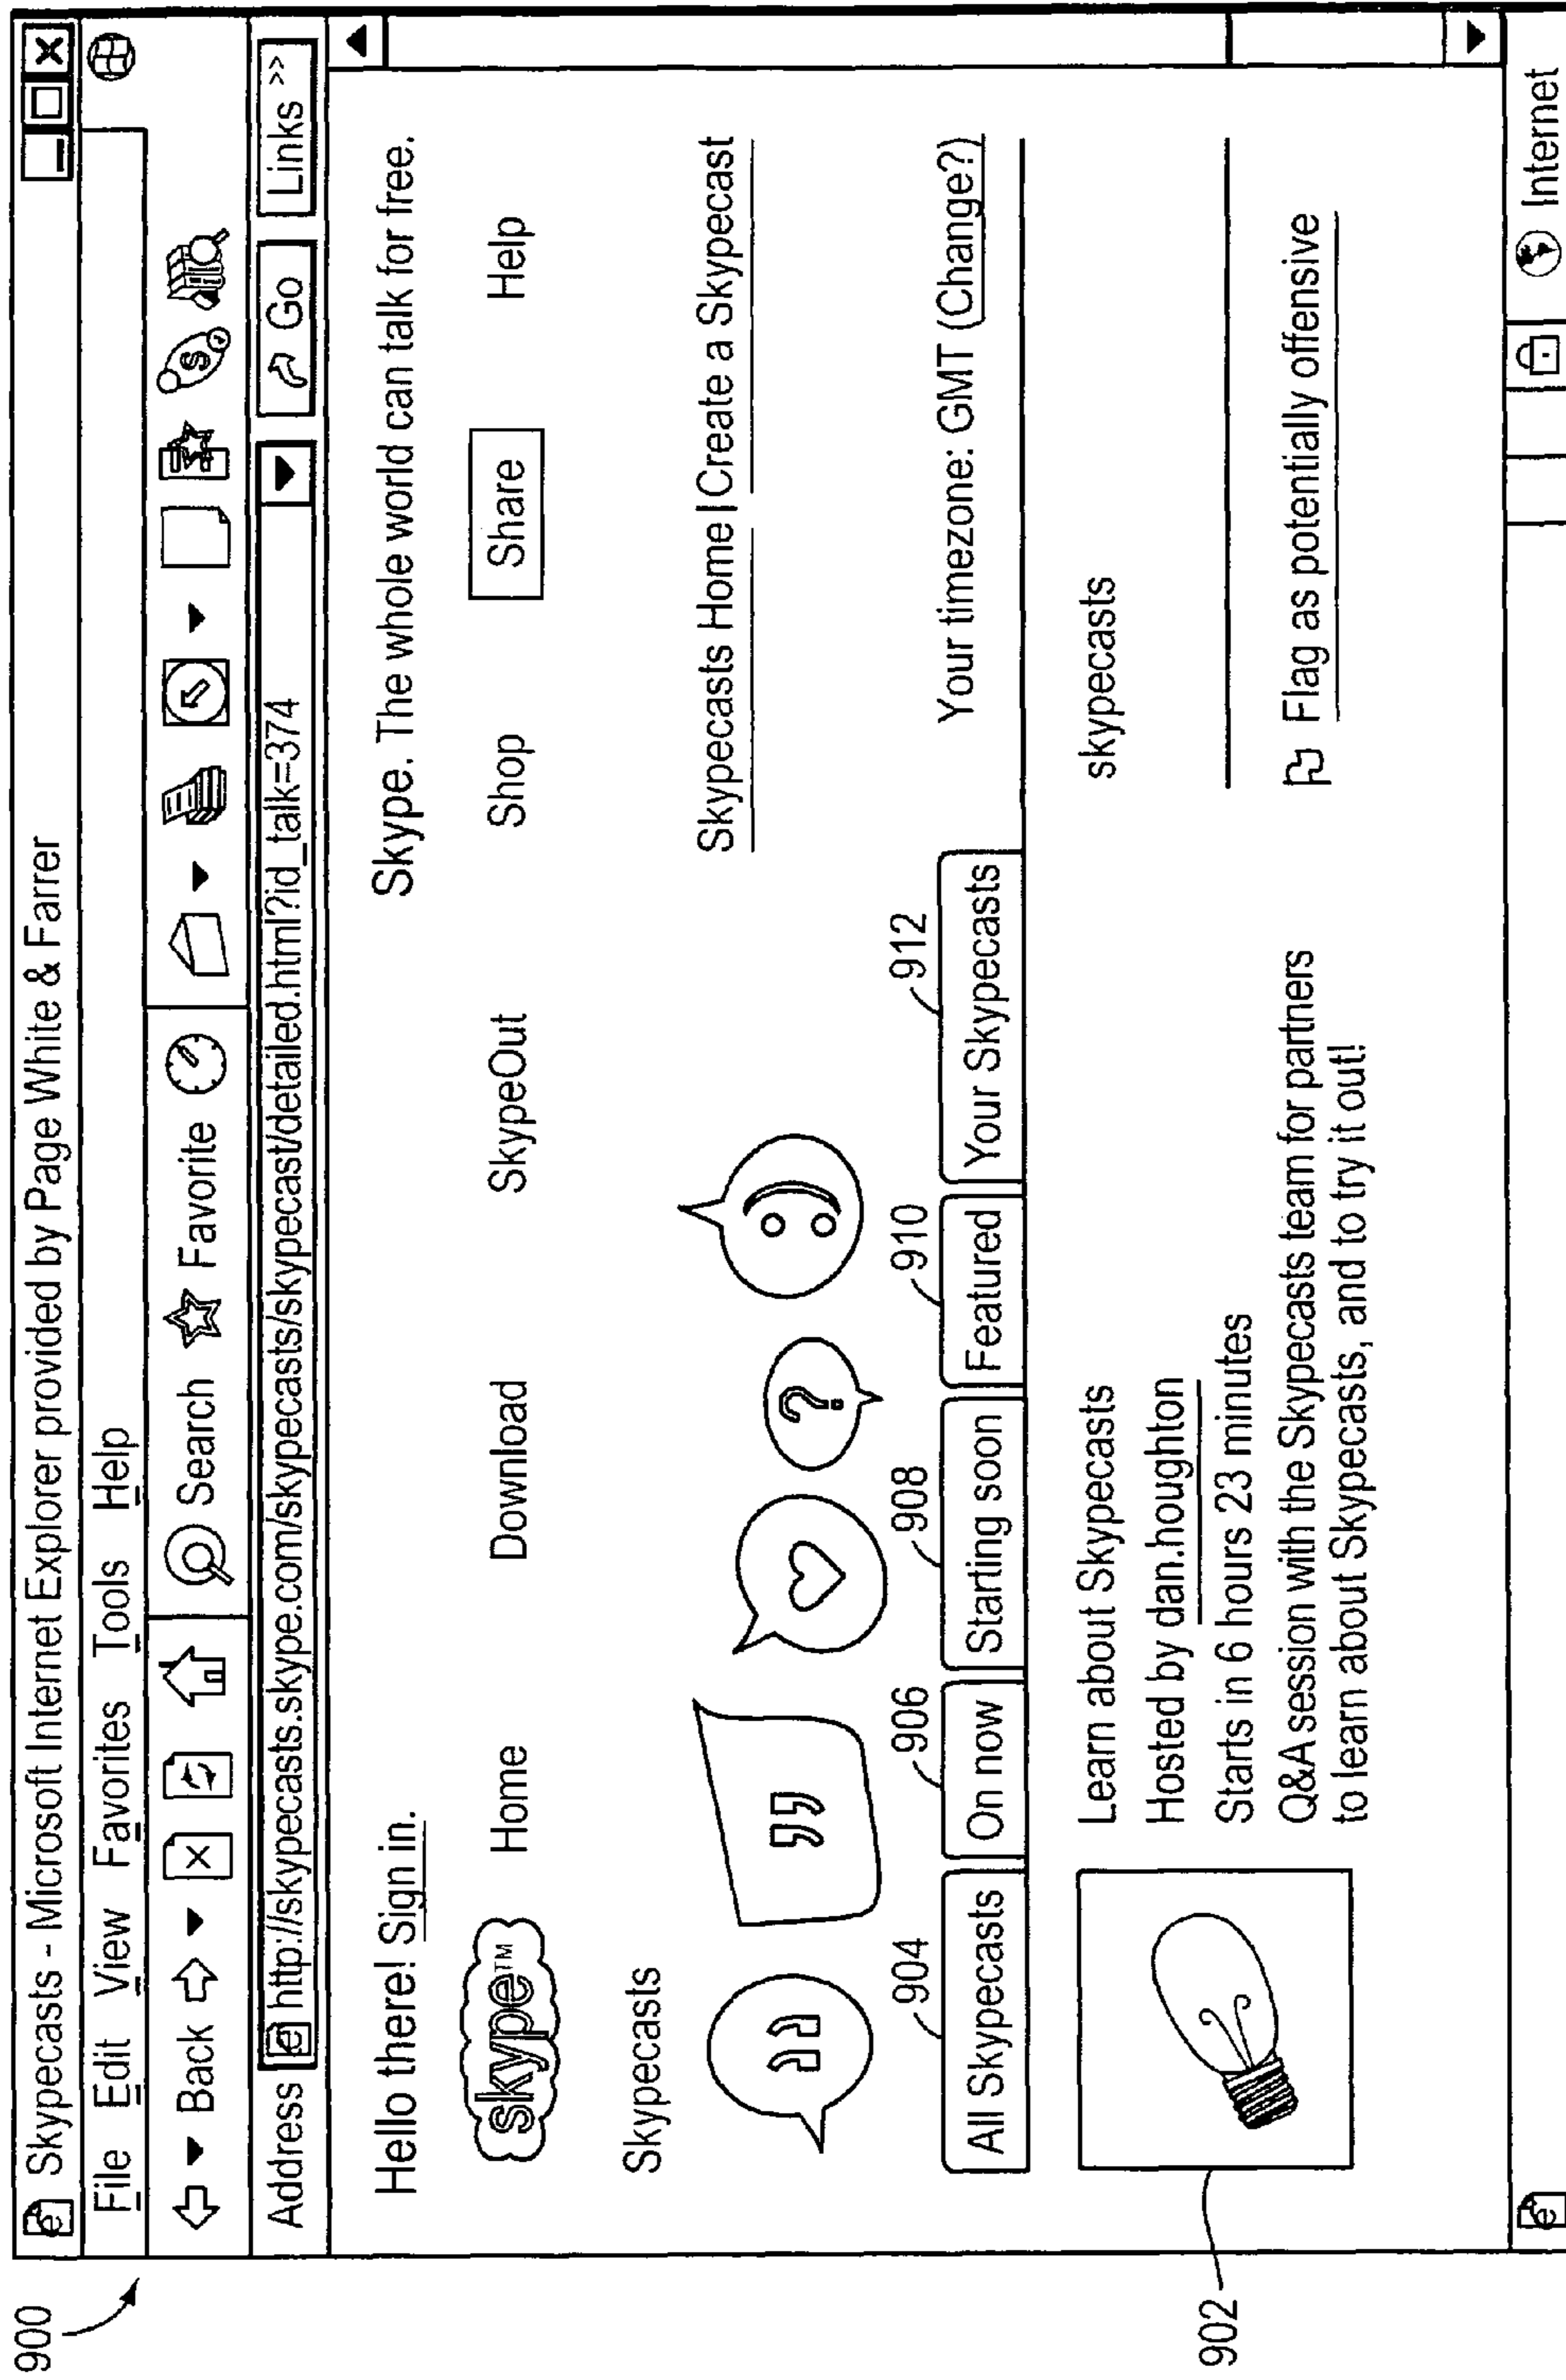 900
Skypecasts - Microsoft Internet Explorer provided by Page White & Farrer
File Edit View Favorites Tools Help
Back Search Favorite
Address http://skypecasts.skype.com/skypecasts/skypecast/detailed.html?id_talk=374 Go Links >>
Hello there! Sign in. Skype. The whole world can talk for free.
skype™ Home Download SkypeOut Shop Share Help
Skypecasts
Skypecasts Home | Create a Skypecast
904 906 908 910 912
All Skypecasts On now Starting soon Featured Your Skypecasts Your timezone: GMT (Change?)
902
Learn about Skypecasts skypecasts
Hosted by dan.houghton
Starts in 6 hours 23 minutes
Q&A session with the Skypecasts team for partners Flag as potentially offensive
to learn about Skypecasts, and to try it out!
Internet